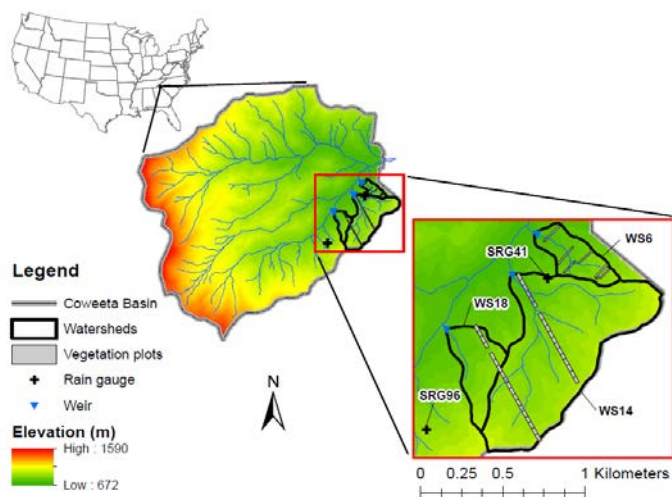 N
Legend
Coweeta Basin
Watersheds
Vegetation plots
Rain gauge
Weir
Elevation (m)
High : 1590
Low : 672
WS6
SRG41
WS18
WS14
SRG96
0 0.25 0.5 1 Kilometers